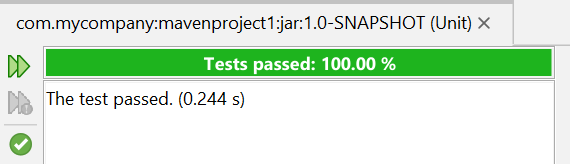 com.mycompany:mavenproject1:jar:1.0-SNAPSHOT (Unit)
Tests passed: 100.00 %
The test passed. (0.244 s)